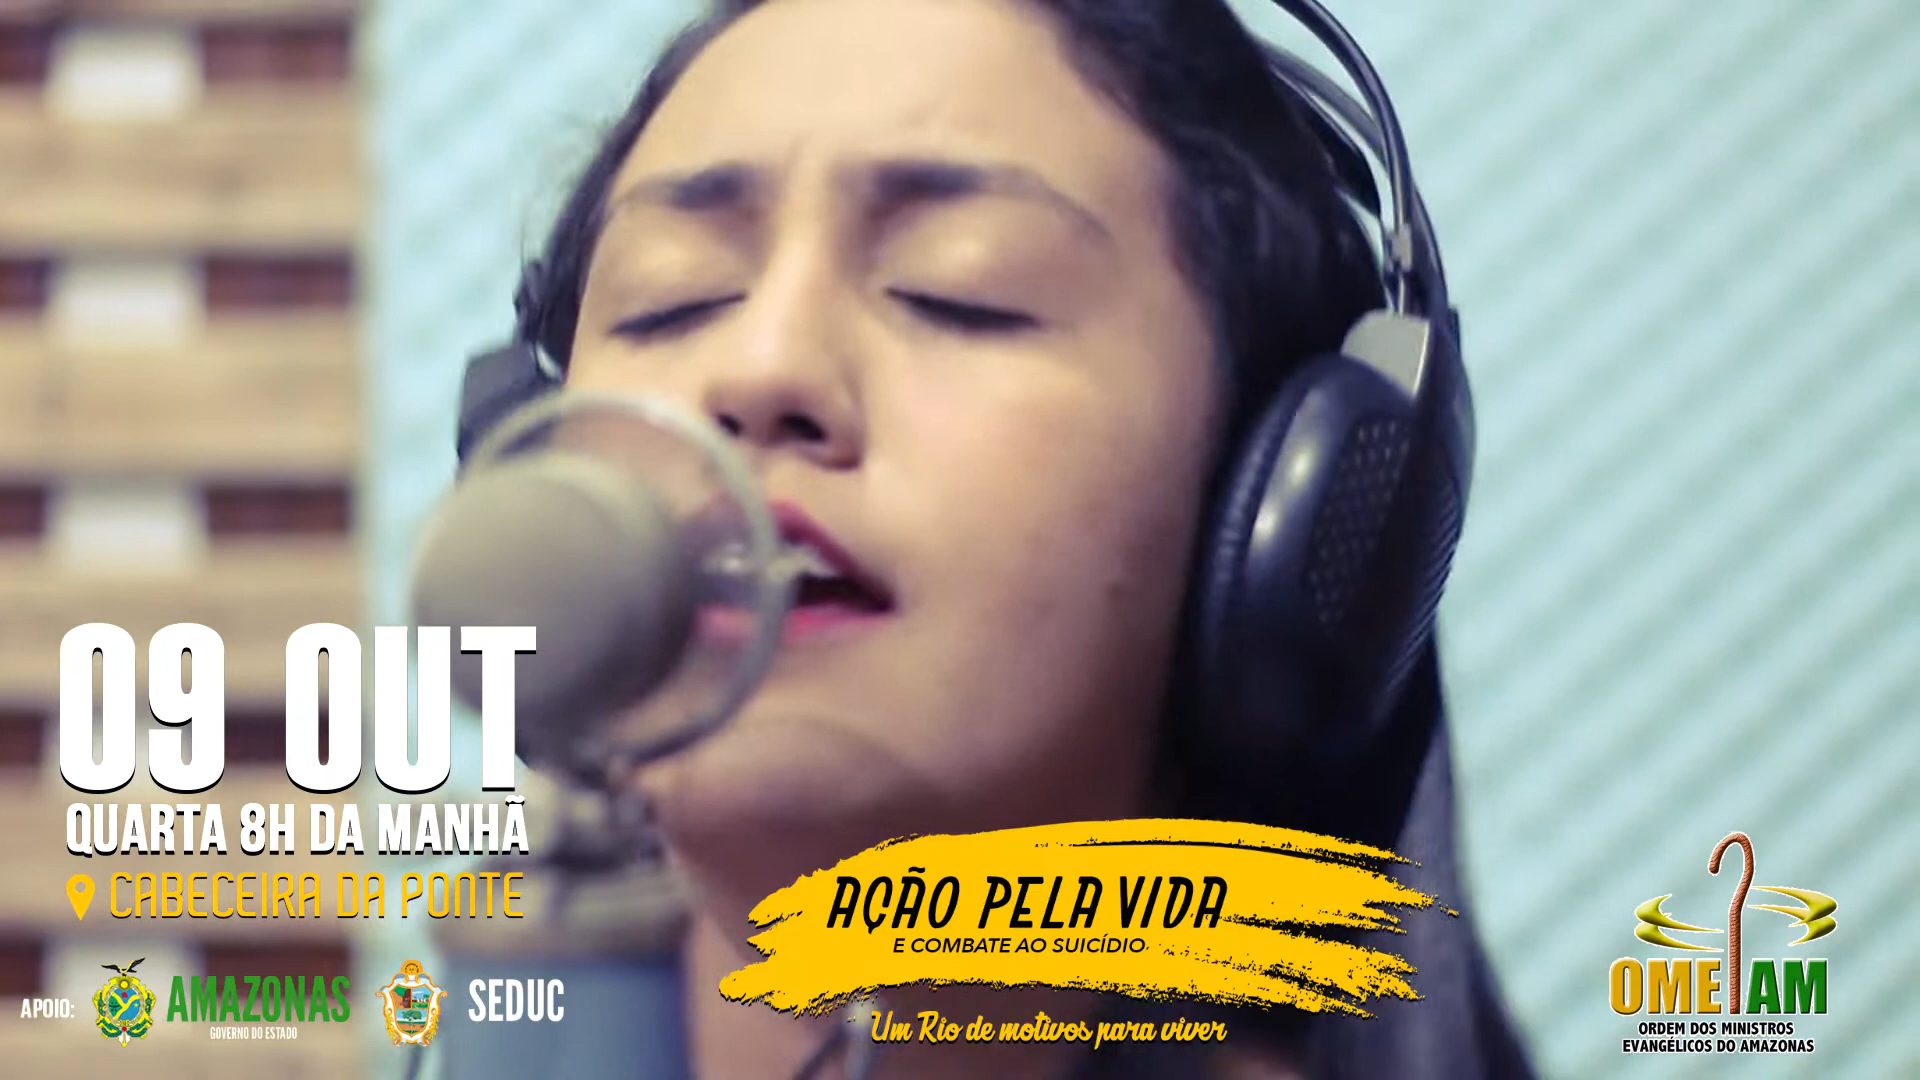 09 OUT
QUARTA 8H DA MANHÃ
CABECEIRA DA PONTE
APOIO:
AMAZONAS
GOVERNO DO ESTADO
SEDUC
AÇÃO PELA VIDA
E COMBATE AO SUICÍDIO
Um Rio de motivos para viver
OMEAM
ORDEM DOS MINISTROS
EVANGÉLICOS DO AMAZONAS